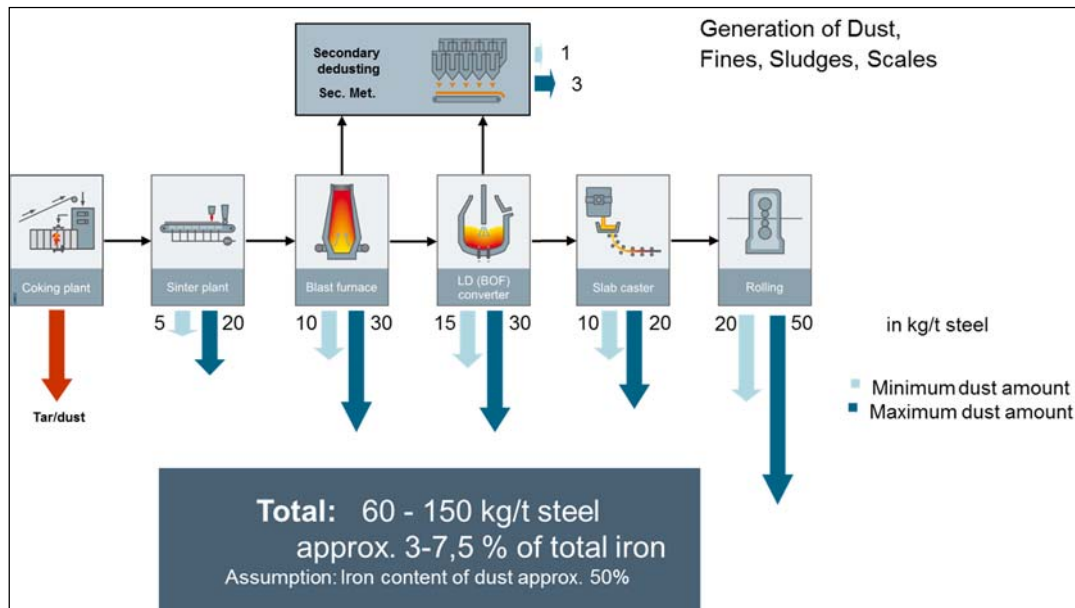 Generation of Dust,
Fines, Sludges, Scales
Secondary
dedusting
Sec. Met.
1
3
Coking plant
Sinter plant
Blast furnace
LD (BOF)
converter
Slab caster
Rolling
5
20
10
30
15
30
10
20
20
50
in kg/t steel
Tar/dust
Minimum dust amount
Maximum dust amount
Total: 60 - 150 kg/t steel
approx. 3-7,5 % of total iron
Assumption: Iron content of dust approx. 50%